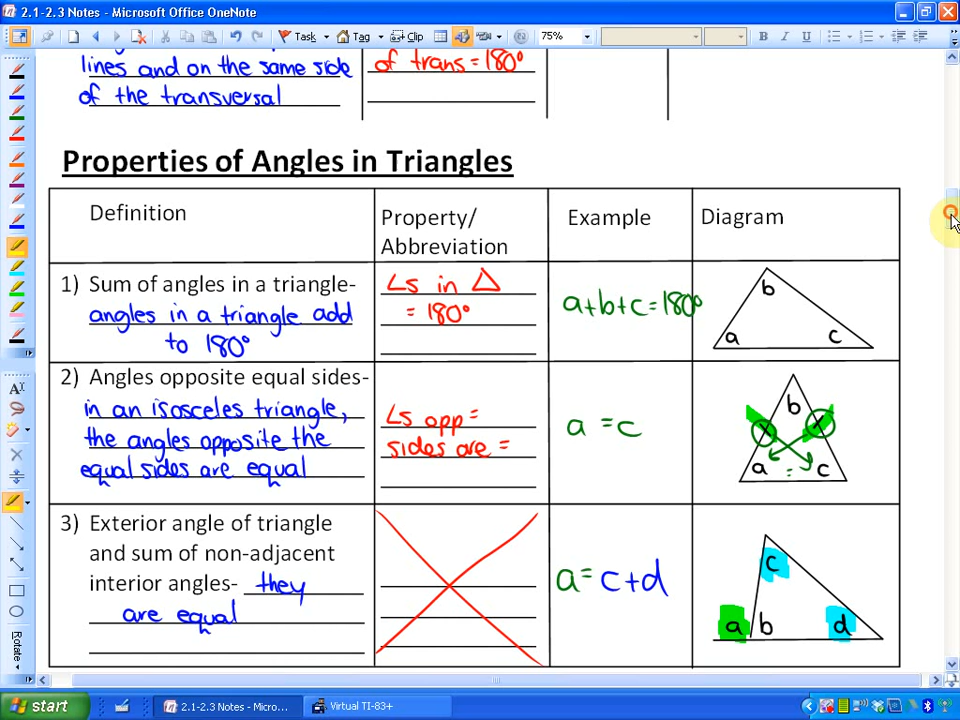 2.1-2.3 Notes - Microsoft Office OneNote
Task
Tag
Clip
75%
B I U
lines and on the same side
of the transversal
of trans = 180°
Properties of Angles in Triangles
Definition
Property/
Abbreviation
Example
Diagram
1) Sum of angles in a triangle-
angles in a triangle add
to 180°
∠s in △
= 180°
a+b+c=180°
b
a
c
2) Angles opposite equal sides-
in an isosceles triangle,
the angles opposite the
equal sides are equal
∠s opp =
sides are =
a = c
b
a = c
3) Exterior angle of triangle
and sum of non-adjacent
interior angles- they
are equal
a = c+d
c
a b d
Rotate
start
2.1-2.3 Notes - Micro...
Virtual TI-83+